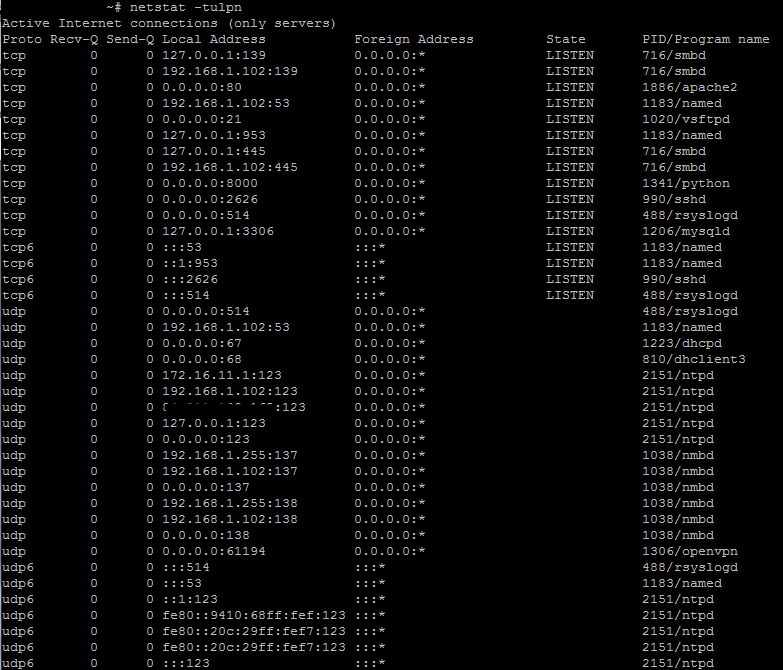 ~# netstat -tulpn
Active Internet connections (only servers)
Proto Recv-Q Send-Q Local Address           Foreign Address         State       PID/Program name
tcp        0      0 127.0.0.1:139           0.0.0.0:*               LISTEN      716/smbd
tcp        0      0 192.168.1.102:139       0.0.0.0:*               LISTEN      716/smbd
tcp        0      0 0.0.0.0:80              0.0.0.0:*               LISTEN      1886/apache2
tcp        0      0 192.168.1.102:53        0.0.0.0:*               LISTEN      1183/named
tcp        0      0 0.0.0.0:21              0.0.0.0:*               LISTEN      1020/vsftpd
tcp        0      0 127.0.0.1:953           0.0.0.0:*               LISTEN      1183/named
tcp        0      0 127.0.0.1:445           0.0.0.0:*               LISTEN      716/smbd
tcp        0      0 192.168.1.102:445       0.0.0.0:*               LISTEN      716/smbd
tcp        0      0 0.0.0.0:8000            0.0.0.0:*               LISTEN      1341/python
tcp        0      0 0.0.0.0:2626            0.0.0.0:*               LISTEN      990/sshd
tcp        0      0 0.0.0.0:514             0.0.0.0:*               LISTEN      488/rsyslogd
tcp        0      0 127.0.0.1:3306          0.0.0.0:*               LISTEN      1206/mysqld
tcp6       0      0 :::53                   :::*                    LISTEN      1183/named
tcp6       0      0 ::1:953                 :::*                    LISTEN      1183/named
tcp6       0      0 :::2626                 :::*                    LISTEN      990/sshd
tcp6       0      0 :::514                  :::*                    LISTEN      488/rsyslogd
udp        0      0 0.0.0.0:514             0.0.0.0:*                           488/rsyslogd
udp        0      0 192.168.1.102:53        0.0.0.0:*                           1183/named
udp        0      0 0.0.0.0:67              0.0.0.0:*                           1223/dhcpd
udp        0      0 0.0.0.0:68              0.0.0.0:*                           810/dhclient3
udp        0      0 172.16.11.1:123         0.0.0.0:*                           2151/ntpd
udp        0      0 192.168.1.102:123       0.0.0.0:*                           2151/ntpd
udp        0      0 :123      0.0.0.0:*                           2151/ntpd
udp        0      0 127.0.0.1:123           0.0.0.0:*                           2151/ntpd
udp        0      0 0.0.0.0:123             0.0.0.0:*                           2151/ntpd
udp        0      0 192.168.1.255:137       0.0.0.0:*                           1038/nmbd
udp        0      0 192.168.1.102:137       0.0.0.0:*                           1038/nmbd
udp        0      0 0.0.0.0:137             0.0.0.0:*                           1038/nmbd
udp        0      0 192.168.1.255:138       0.0.0.0:*                           1038/nmbd
udp        0      0 192.168.1.102:138       0.0.0.0:*                           1038/nmbd
udp        0      0 0.0.0.0:138             0.0.0.0:*                           1038/nmbd
udp        0      0 0.0.0.0:61194           0.0.0.0:*                           1306/openvpn
udp6       0      0 :::514                  :::*                                488/rsyslogd
udp6       0      0 :::53                   :::*                                1183/named
udp6       0      0 ::1:123                 :::*                                2151/ntpd
udp6       0      0 fe80::9410:68ff:fef:123 :::*                                2151/ntpd
udp6       0      0 fe80::20c:29ff:fef7:123 :::*                                2151/ntpd
udp6       0      0 fe80::20c:29ff:fef7:123 :::*                                2151/ntpd
udp6       0      0 :::123                  :::*                                2151/ntpd